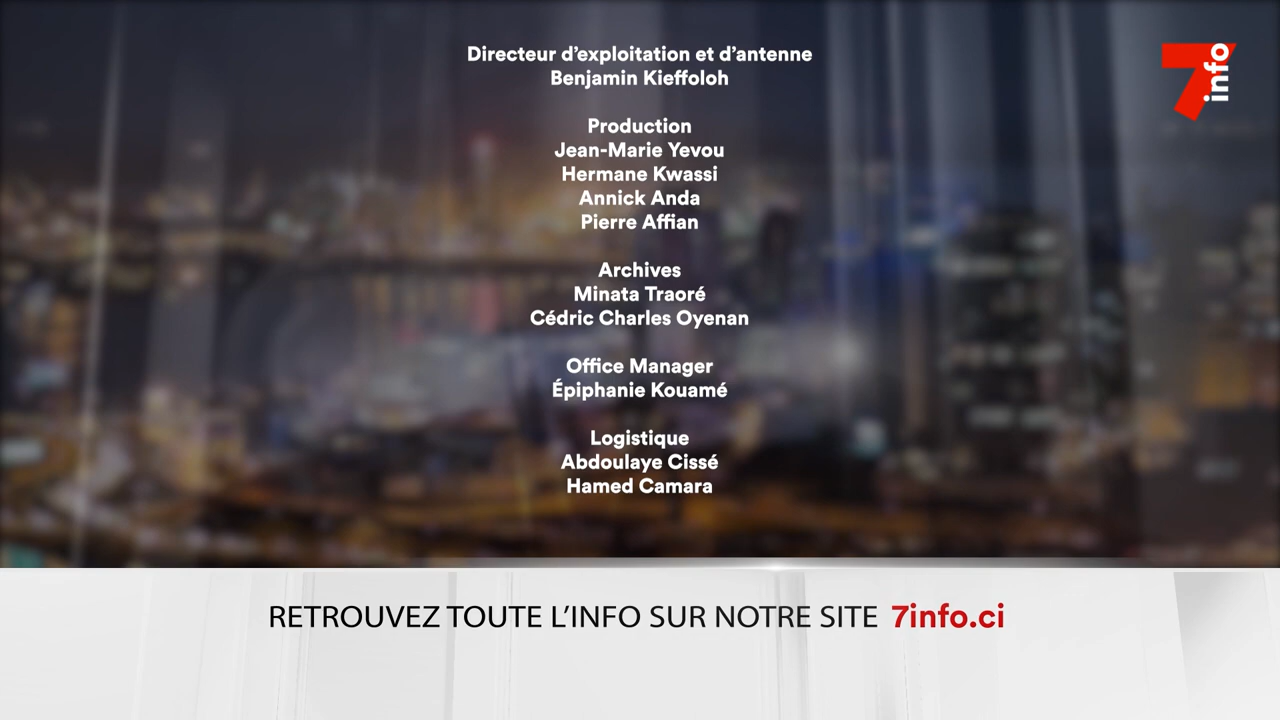 Directeur d’exploitation et d’antenne
Benjamin Kieffoloh
Production
Jean-Marie Yevou
Hermane Kwassi
Annick Anda
Pierre Affian
Archives
Minata Traoré
Cédric Charles Oyenan
Office Manager
Épiphanie Kouamé
Logistique
Abdoulaye Cissé
Hamed Camara
7info
RETROUVEZ TOUTE L’INFO SUR NOTRE SITE 7info.ci